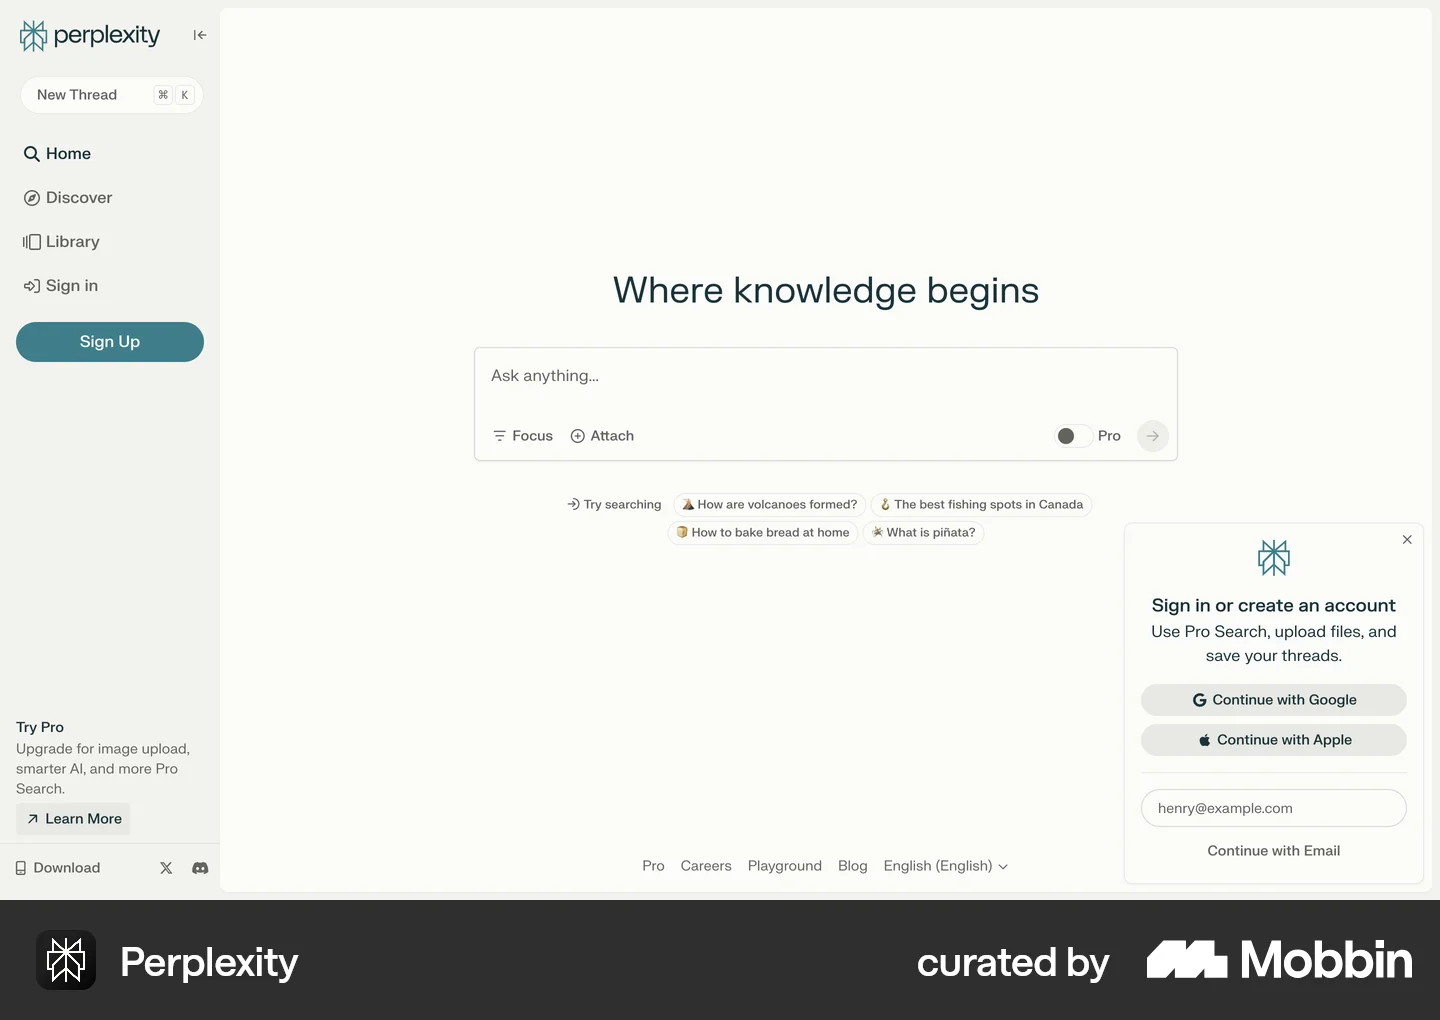 perplexity
New Thread ⌘ K
Home
Discover
Library
Sign in
Sign Up
Try Pro
Upgrade for image upload,
smarter AI, and more Pro
Search.
Learn More
Download
Where knowledge begins
Ask anything...
Focus Attach Pro
Try searching 🌋 How are volcanoes formed? 🪝 The best fishing spots in Canada
🍞 How to bake bread at home 🪅 What is piñata?
Pro Careers Playground Blog English (English)
Sign in or create an account
Use Pro Search, upload files, and
save your threads.
Continue with Google
Continue with Apple
henry@example.com
Continue with Email
Perplexity
curated by Mobbin